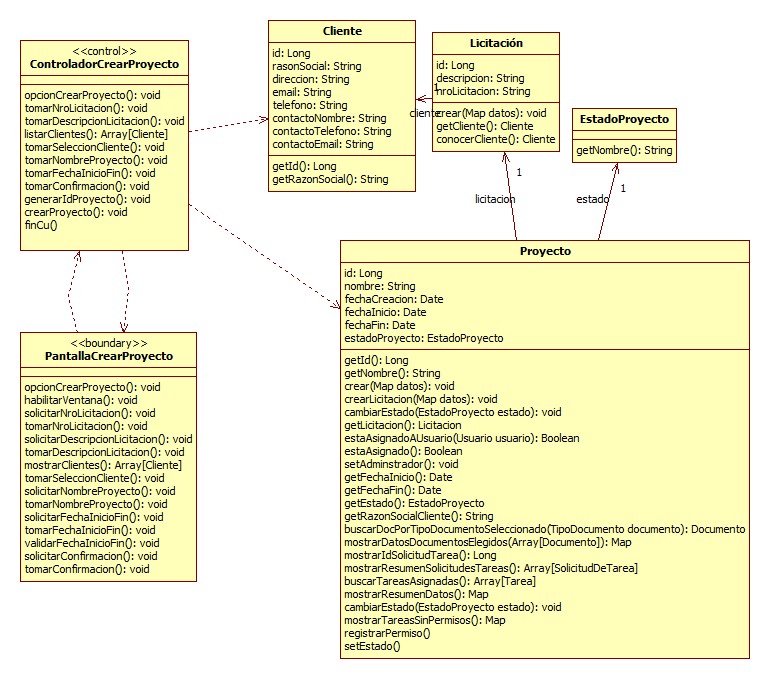 <<control>>
ControladorCrearProyecto
opcionCrearProyecto(): void
tomarNroLicitacion(): void
tomarDescripcionLicitacion(): void
listarClientes(): Array[Cliente]
tomarSeleccionCliente(): void
tomarNombreProyecto(): void
tomarFechaInicioFin(): void
tomarConfirmacion(): void
generarIdProyecto(): void
crearProyecto(): void
finCu()
Cliente
id: Long
rasonSocial: String
direccion: String
email: String
telefono: String
contactoNombre: String
contactoTelefono: String
contactoEmail: String
getId(): Long
getRazonSocial(): String
Licitación
id: Long
descripcion: String
nroLicitacion: String
crear(Map datos): void
getCliente(): Cliente
conocerCliente(): Cliente
1
cliente
EstadoProyecto
getNombre(): String
1
licitacion
1
estado
<<boundary>>
PantallaCrearProyecto
opcionCrearProyecto(): void
habilitarVentana(): void
solicitarNroLicitacion(): void
tomarNroLicitacion(): void
solicitarDescripcionLicitacion(): void
tomarDescripcionLicitacion(): void
mostrarClientes(): Array[Cliente]
tomarSeleccionCliente(): void
solicitarNombreProyecto(): void
tomarNombreProyecto(): void
solicitarFechaInicioFin(): void
tomarFechaInicioFin(): void
validarFechaInicioFin(): void
solicitarConfirmacion(): void
tomarConfirmacion(): void
Proyecto
id: Long
nombre: String
fechaCreacion: Date
fechaInicio: Date
fechaFin: Date
estadoProyecto: EstadoProyecto
getId(): Long
getNombre(): String
crear(Map datos): void
crearLicitacion(Map datos): void
cambiarEstado(EstadoProyecto estado): void
getLicitacion(): Licitacion
estaAsignadoAUsuario(Usuario usuario): Boolean
estaAsignado(): Boolean
setAdminstrador(): void
getFechaInicio(): Date
getFechaFin(): Date
getEstado(): EstadoProyecto
getRazonSocialCliente(): String
buscarDocPorTipoDocumentoSeleccionado(TipoDocumento documento): Documento
mostrarDatosDocumentosElegidos(Array[Documento]): Map
mostrarIdSolicitudTarea(): Long
mostrarResumenSolicitudesTareas(): Array[SolicitudDeTarea]
buscarTareasAsignadas(): Array[Tarea]
mostrarResumenDatos(): Map
cambiarEstado(EstadoProyecto estado): void
mostrarTareasSinPermisos(): Map
registrarPermiso()
setEstado()